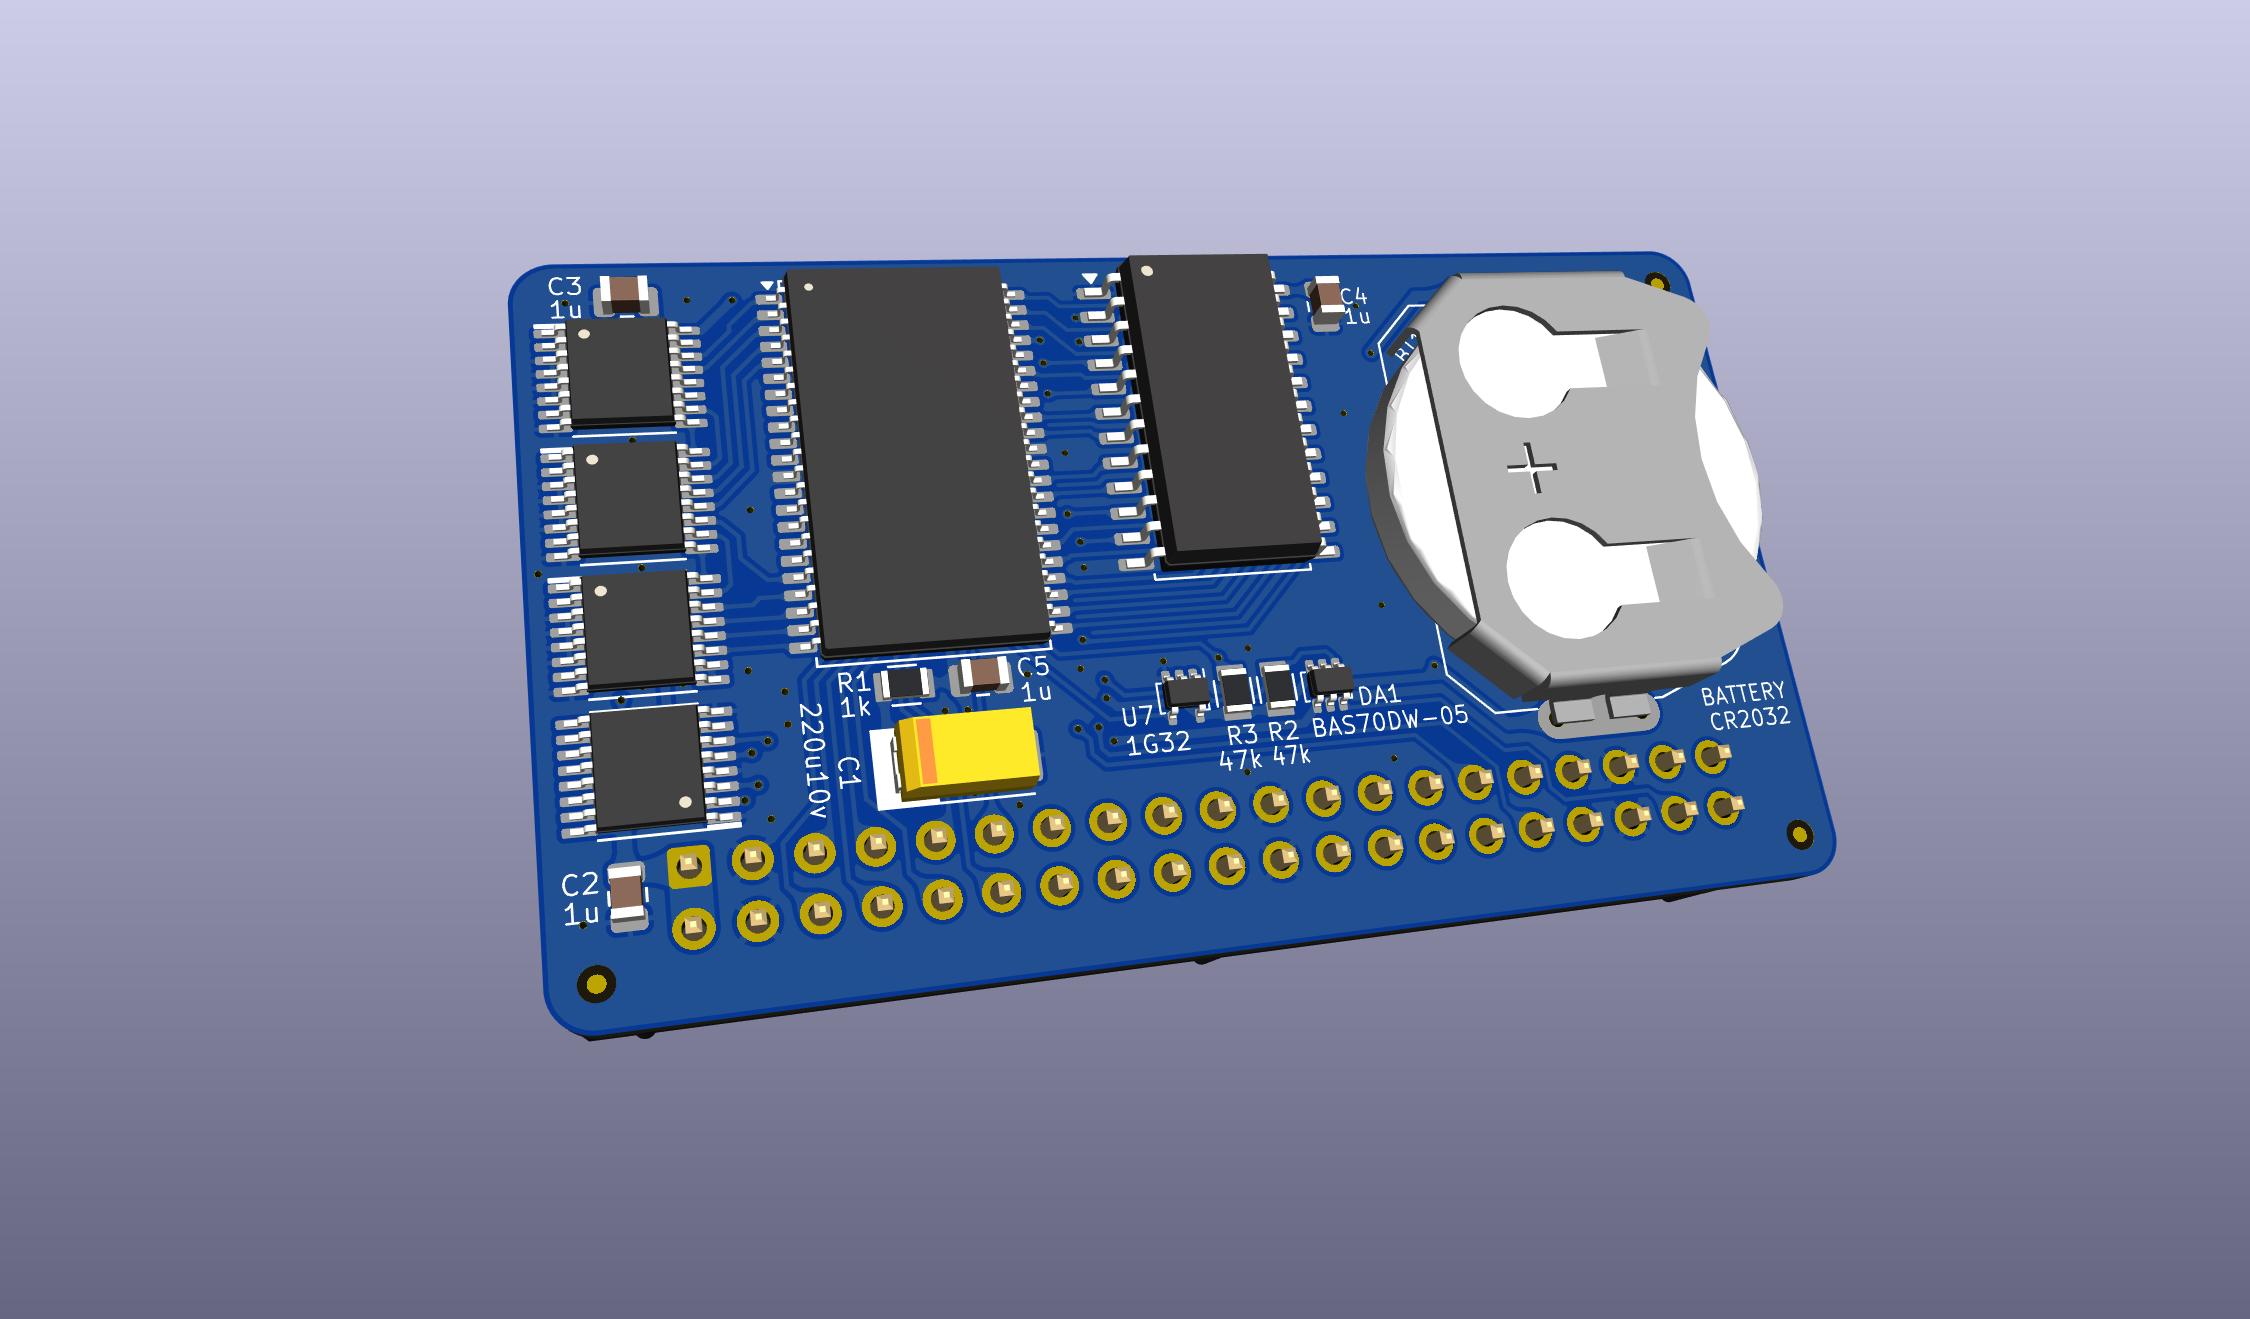 C3
1u
C4
1u
R1
1k
C5
1u
220u10v
C1
U7
1G32
R3
47k
R2
47k
DA1
BAS70DW-05
BATTERY
CR2032
C2
1u
+